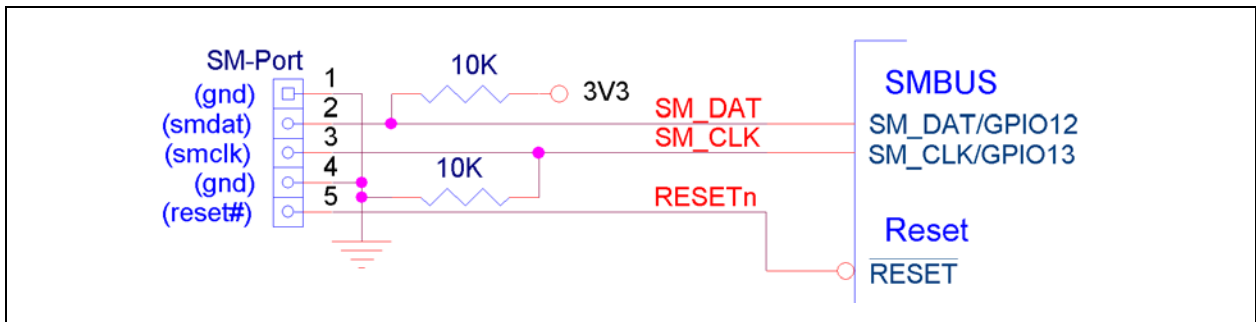 SM-Port
(gnd) 1
(smdat) 2
(smclk) 3
(gnd) 4
(reset#) 5
10K
3V3
10K
SM_DAT
SM_CLK
RESETn
SMBUS
SM_DAT/GPIO12
SM_CLK/GPIO13
Reset
RESET